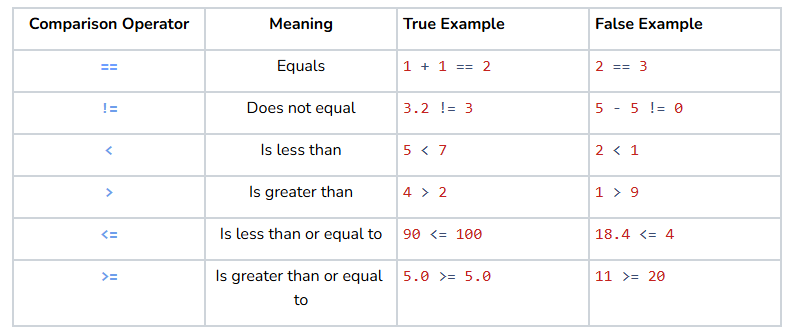 Comparison Operator Meaning True Example False Example
== Equals 1 + 1 == 2 2 == 3
!= Does not equal 3.2 != 3 5 - 5 != 0
< Is less than 5 < 7 2 < 1
> Is greater than 4 > 2 1 > 9
<= Is less than or equal to 90 <= 100 18.4 <= 4
>= Is greater than or equal 5.0 >= 5.0 11 >= 20
to